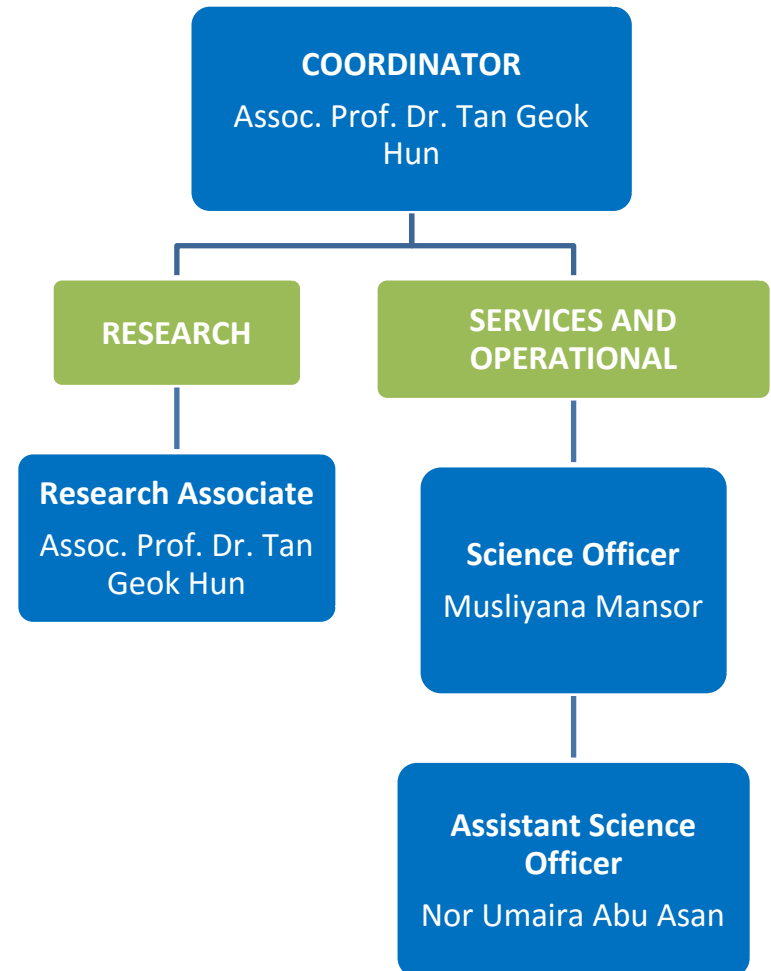 COORDINATOR
Assoc. Prof. Dr. Tan Geok
Hun
RESEARCH
SERVICES AND
OPERATIONAL
Research Associate
Assoc. Prof. Dr. Tan
Geok Hun
Science Officer
Musliyana Mansor
Assistant Science
Officer
Nor Umaira Abu Asan